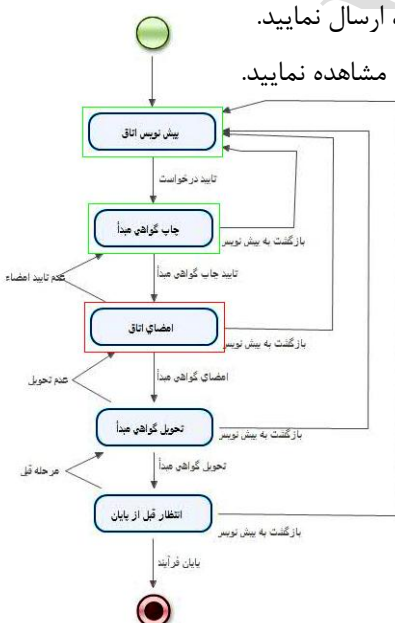 ارسال نمایید.
مشاهده نمایید.
پیش نویس اتاق
تایید درخواست
چاپ گواهی مبدأ
بازگشت به پیش نویس
تایید چاپ گواهی مبدأ
عدم تایید امضاء
امضای اتاق
بازگشت به پیش نویس
امضای گواهی مبدأ
عدم تحویل
تحویل گواهی مبدأ
بازگشت به پیش نویس
تحویل گواهی مبدأ
مرحله قبل
انتظار قبل از پایان
بازگشت به پیش نویس
پایان فرآیند